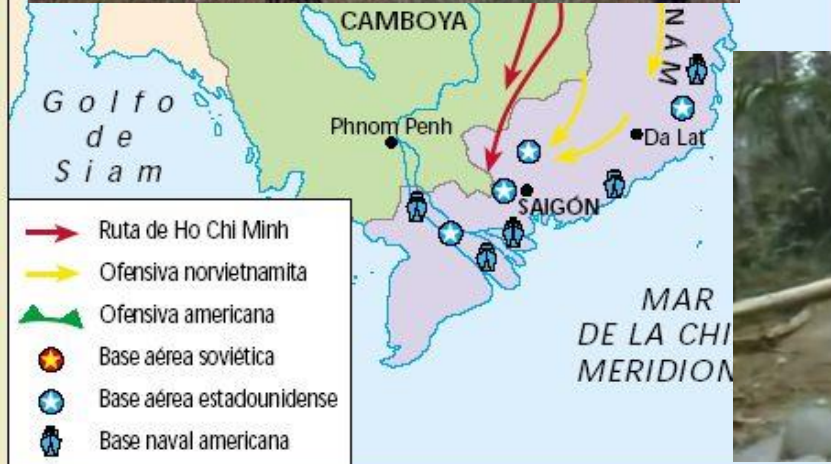 CAMBOYA
NAM
Golfo
de
Siam
Phnom Penh
Da Lat
SAIGÓN
MAR
DE LA CHI
MERIDION
Ruta de Ho Chi Minh
Ofensiva norvietnamita
Ofensiva americana
Base aérea soviética
Base aérea estadounidense
Base naval americana